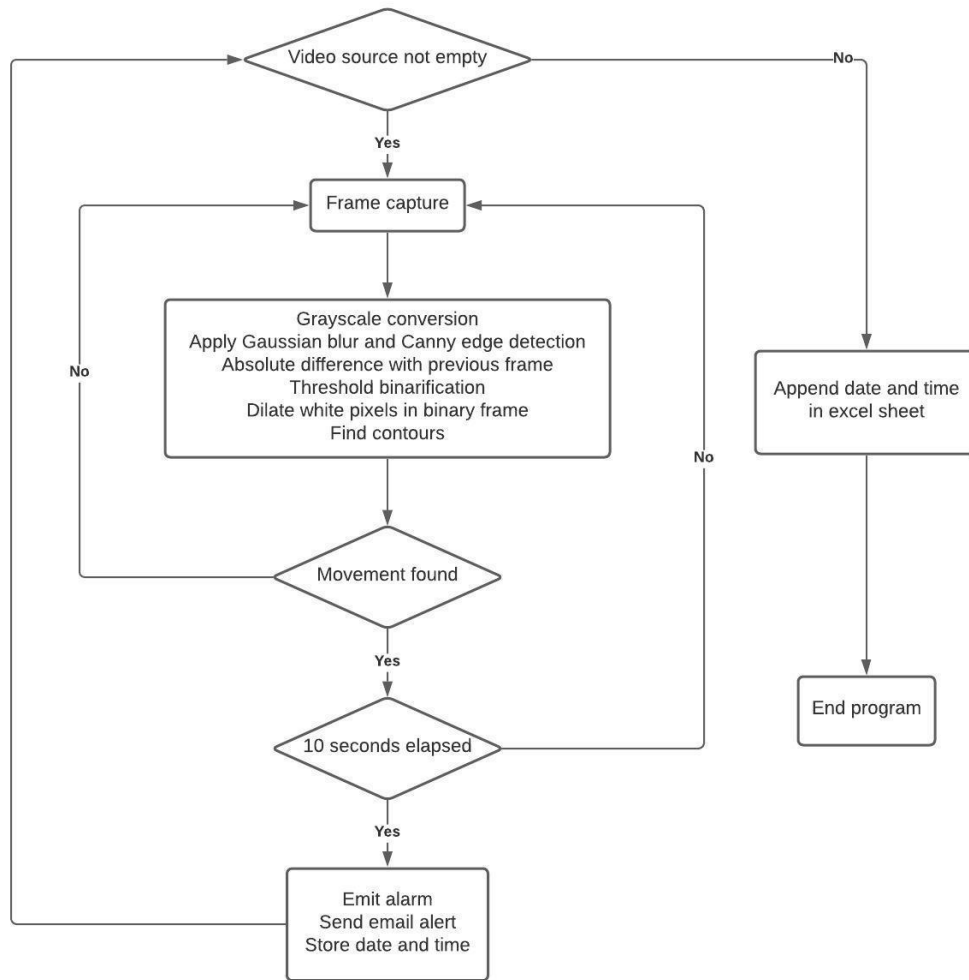 Video source not empty
No
Yes
Frame capture
Grayscale conversion
Apply Gaussian blur and Canny edge detection
Absolute difference with previous frame
Threshold binarification
Dilate white pixels in binary frame
Find contours
No
Append date and time
in excel sheet
No
Movement found
Yes
End program
10 seconds elapsed
Yes
Emit alarm
Send email alert
Store date and time